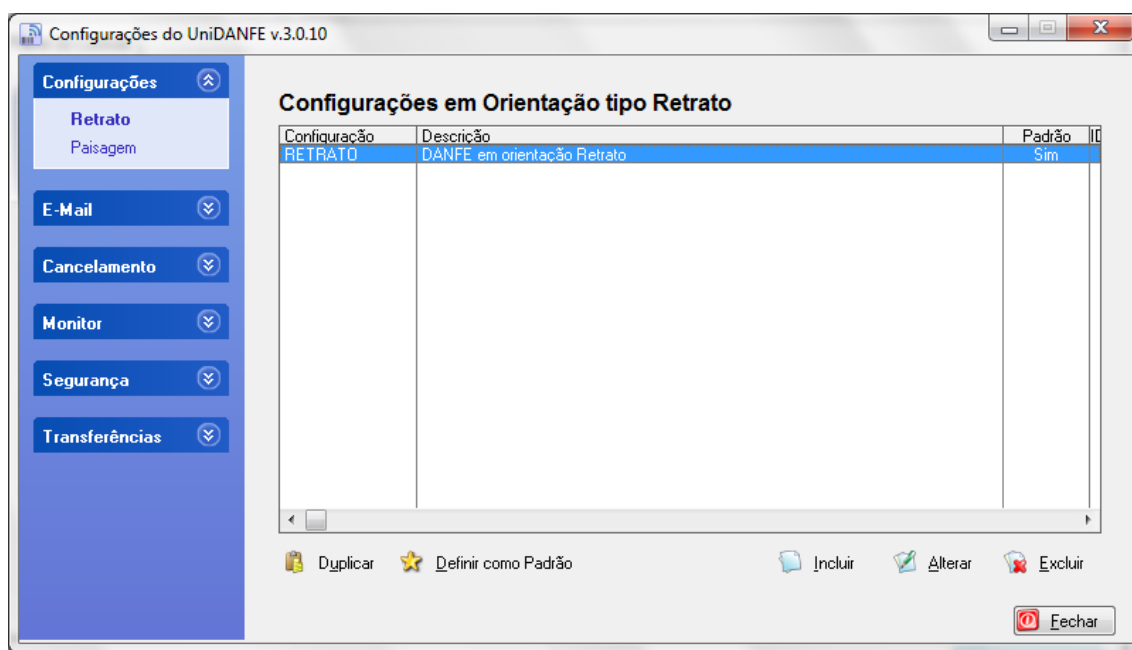 Configurações do UniDANFE v.3.0.10
Configurações
Retrato
Paisagem
E-Mail
Cancelamento
Monitor
Segurança
Transferências
Configurações em Orientação tipo Retrato
Configuração Descrição Padrão ID
RETRATO DANFE em orientação Retrato Sim
Duplicar Definir como Padrão Incluir Alterar Excluir
Fechar